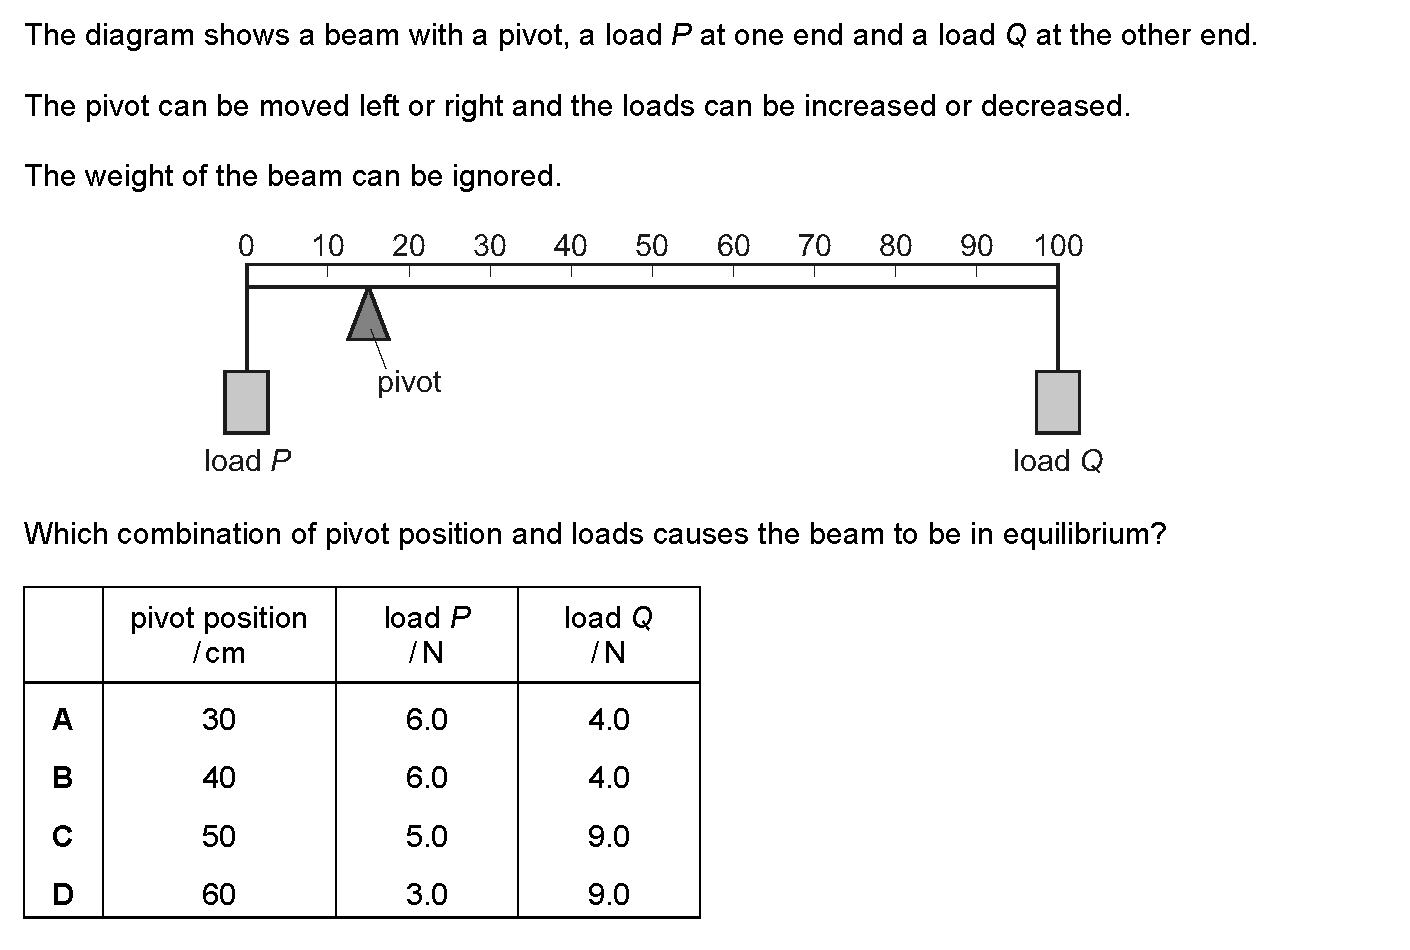 The diagram shows a beam with a pivot, a load P at one end and a load Q at the other end.
The pivot can be moved left or right and the loads can be increased or decreased.
The weight of the beam can be ignored.
0 10 20 30 40 50 60 70 80 90 100
pivot
load P load Q
Which combination of pivot position and loads causes the beam to be in equilibrium?
pivot position load P load Q
/ cm / N / N
A 30 6.0 4.0
B 40 6.0 4.0
C 50 5.0 9.0
D 60 3.0 9.0